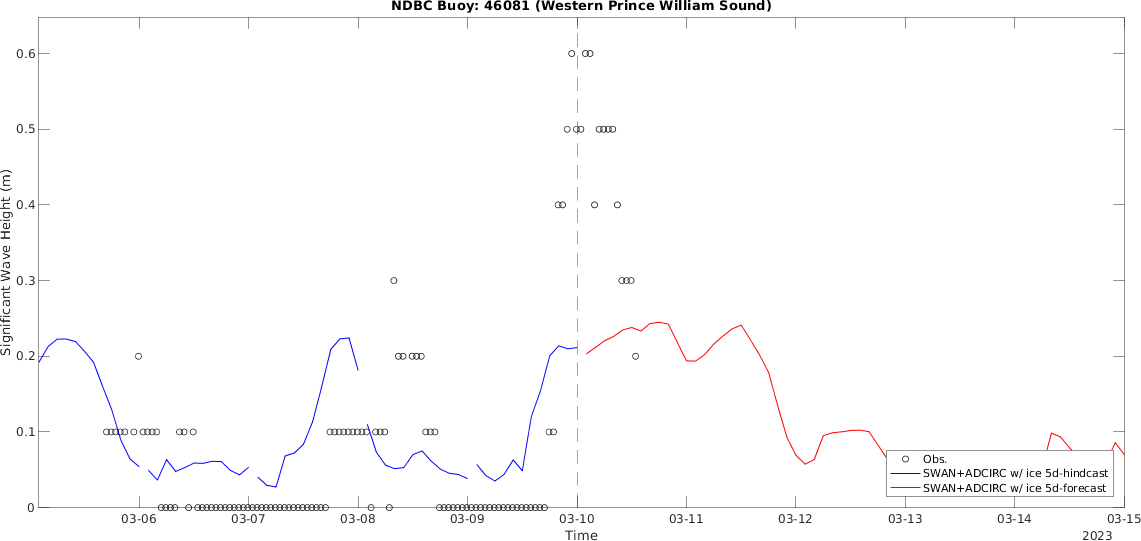 NDBC Buoy: 46081 (Western Prince William Sound)
Significant Wave Height (m)
0.6
0.5
0.4
0.3
0.2
0.1
0
Obs.
SWAN+ADCIRC w/ ice 5d-hindcast
SWAN+ADCIRC w/ ice 5d-forecast
03-06 03-07 03-08 03-09 03-10 03-11 03-12 03-13 03-14 03-15
Time
2023